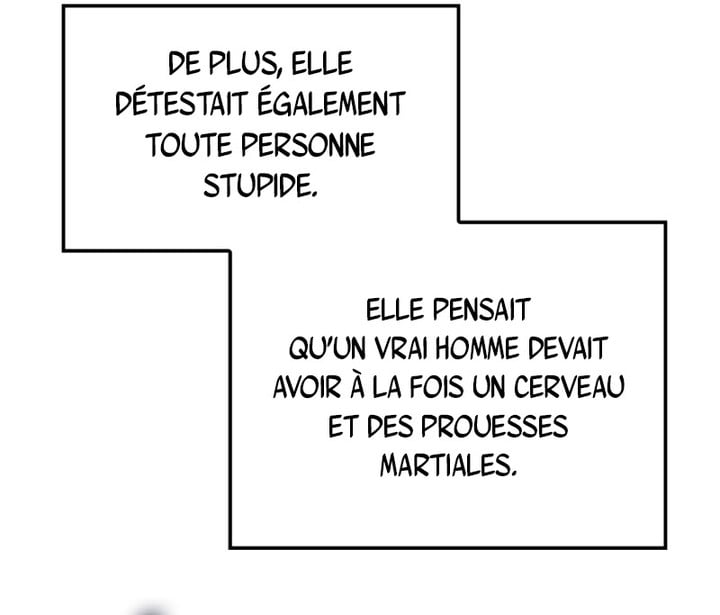 DE PLUS, ELLE
DÉTESTAIT ÉGALEMENT
TOUTE PERSONNE
STUPIDE.
ELLE PENSAIT
QU'UN VRAI HOMME DEVAIT
AVOIR À LA FOIS UN CERVEAU
ET DES PROUESSES
MARTIALES.